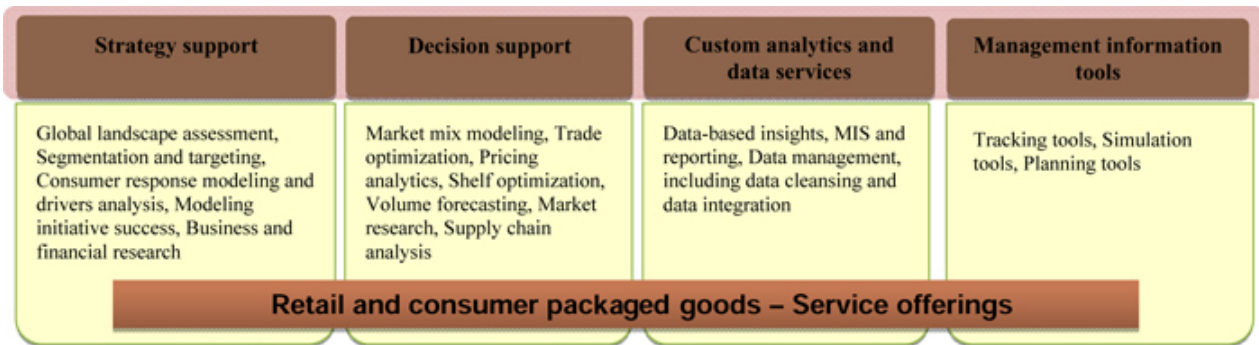 Strategy support
Global landscape assessment,
Segmentation and targeting,
Consumer response modeling and
drivers analysis, Modeling
initiative success, Business and
financial research
Decision support
Market mix modeling, Trade
optimization, Pricing
analytics, Shelf optimization,
Volume forecasting, Market
research, Supply chain
analysis
Custom analytics and
data services
Data-based insights, MIS and
reporting, Data management,
including data cleansing and
data integration
Management information
tools
Tracking tools, Simulation
tools, Planning tools
Retail and consumer packaged goods – Service offerings